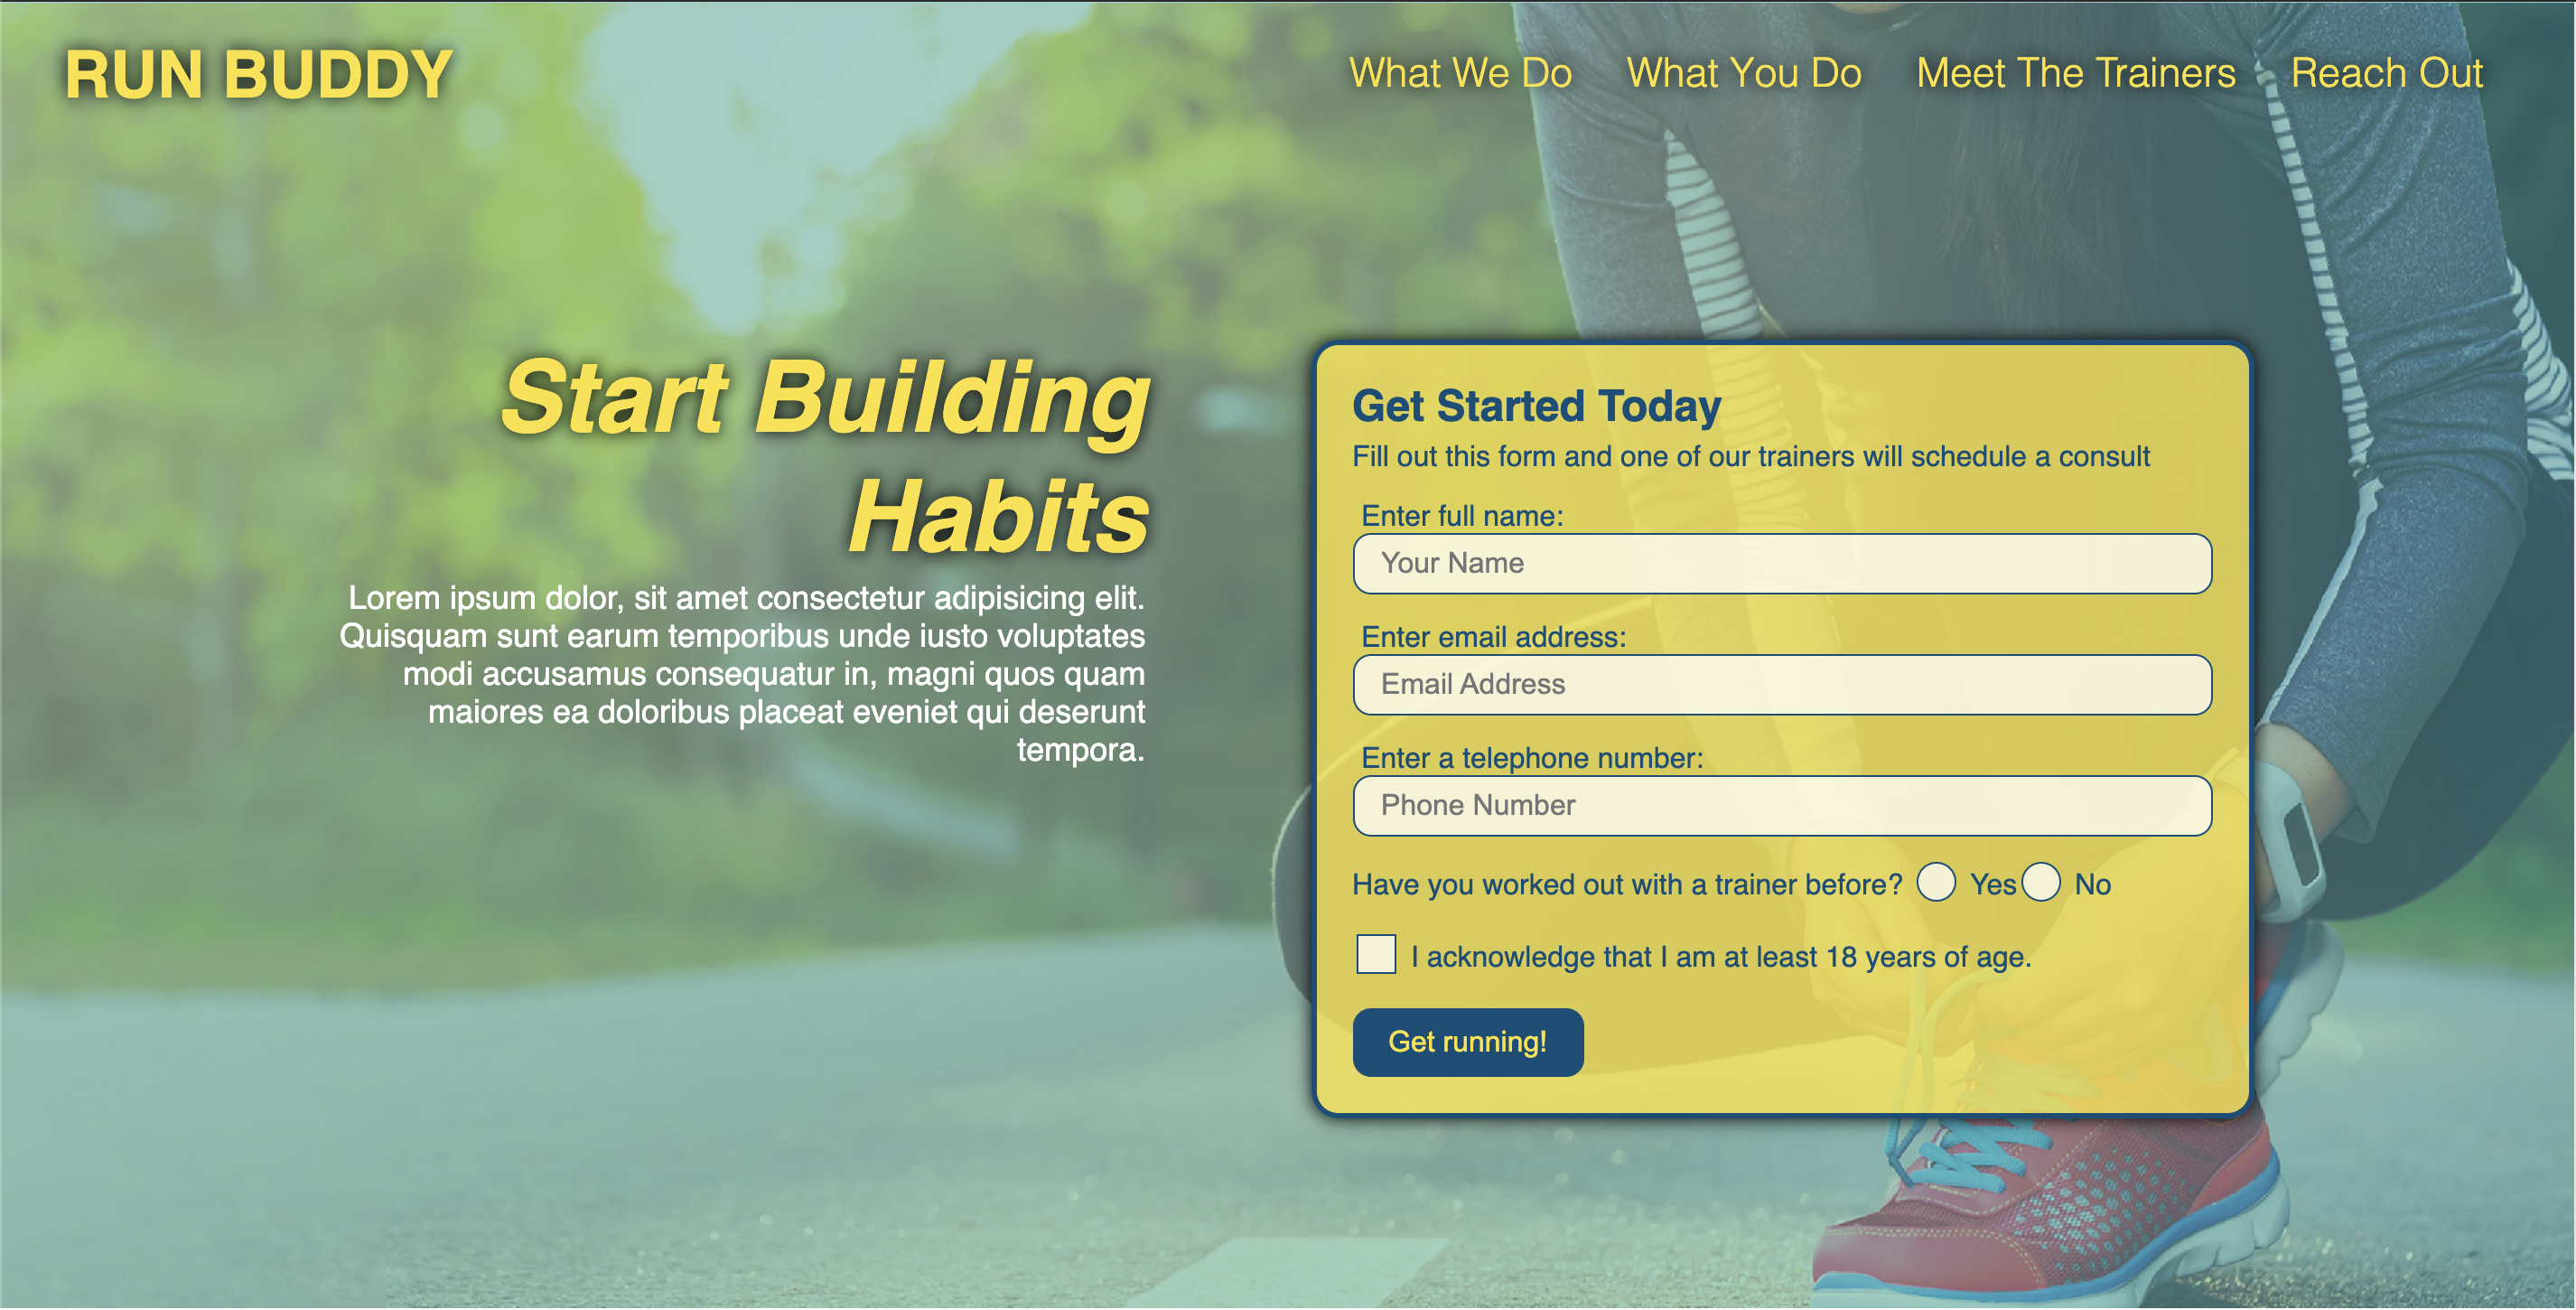 RUN BUDDY
What We Do
What You Do
Meet The Trainers
Reach Out
Start Building
Habits
Lorem ipsum dolor, sit amet consectetur adipisicing elit.
Quisquam sunt earum temporibus unde iusto voluptates
modi accusamus consequatur in, magni quos quam
maiores ea doloribus placeat eveniet qui deserunt
tempora.
Get Started Today
Fill out this form and one of our trainers will schedule a consult
Enter full name:
Your Name
Enter email address:
Email Address
Enter a telephone number:
Phone Number
Have you worked out with a trainer before? Yes No
I acknowledge that I am at least 18 years of age.
Get running!